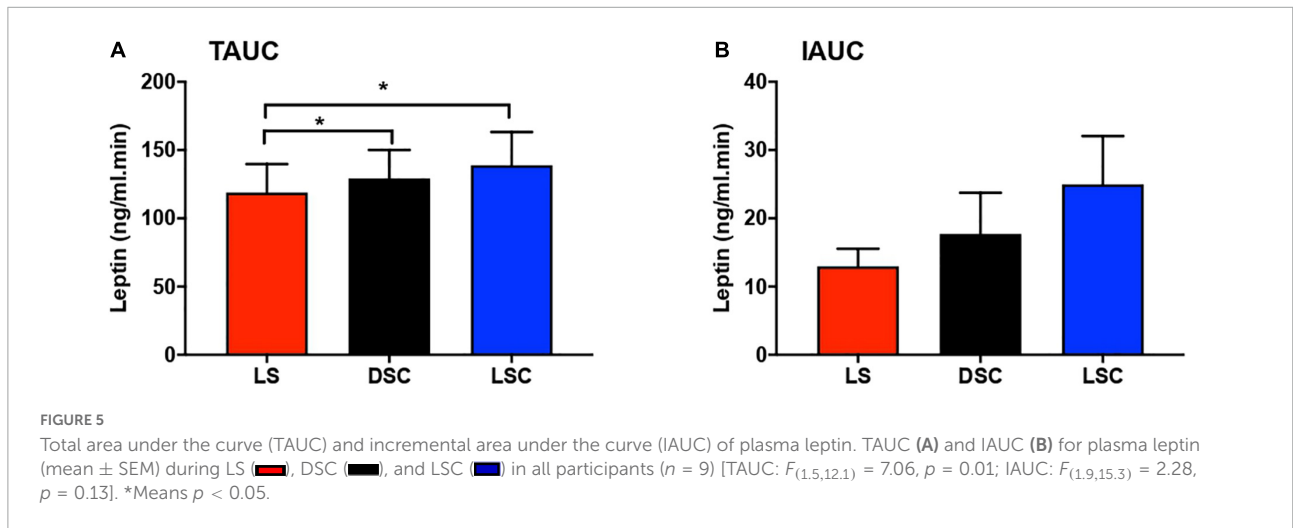 A TAUC
Leptin (ng/ml.min)
200
150
100
50
0
* *
LS DSC LSC
B IAUC
Leptin (ng/ml.min)
40
30
20
10
0
LS DSC LSC
FIGURE 5
Total area under the curve (TAUC) and incremental area under the curve (IAUC) of plasma leptin. TAUC (A) and IAUC (B) for plasma leptin
(mean ± SEM) during LS ( ), DSC ( ), and LSC ( ) in all participants (n = 9) [TAUC: F(1.5,12.1) = 7.06, p = 0.01; IAUC: F(1.9,15.3) = 2.28,
p = 0.13]. *Means p < 0.05.